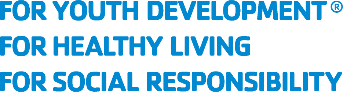 FOR YOUTH DEVELOPMENT®
FOR HEALTHY LIVING
FOR SOCIAL RESPONSIBILITY